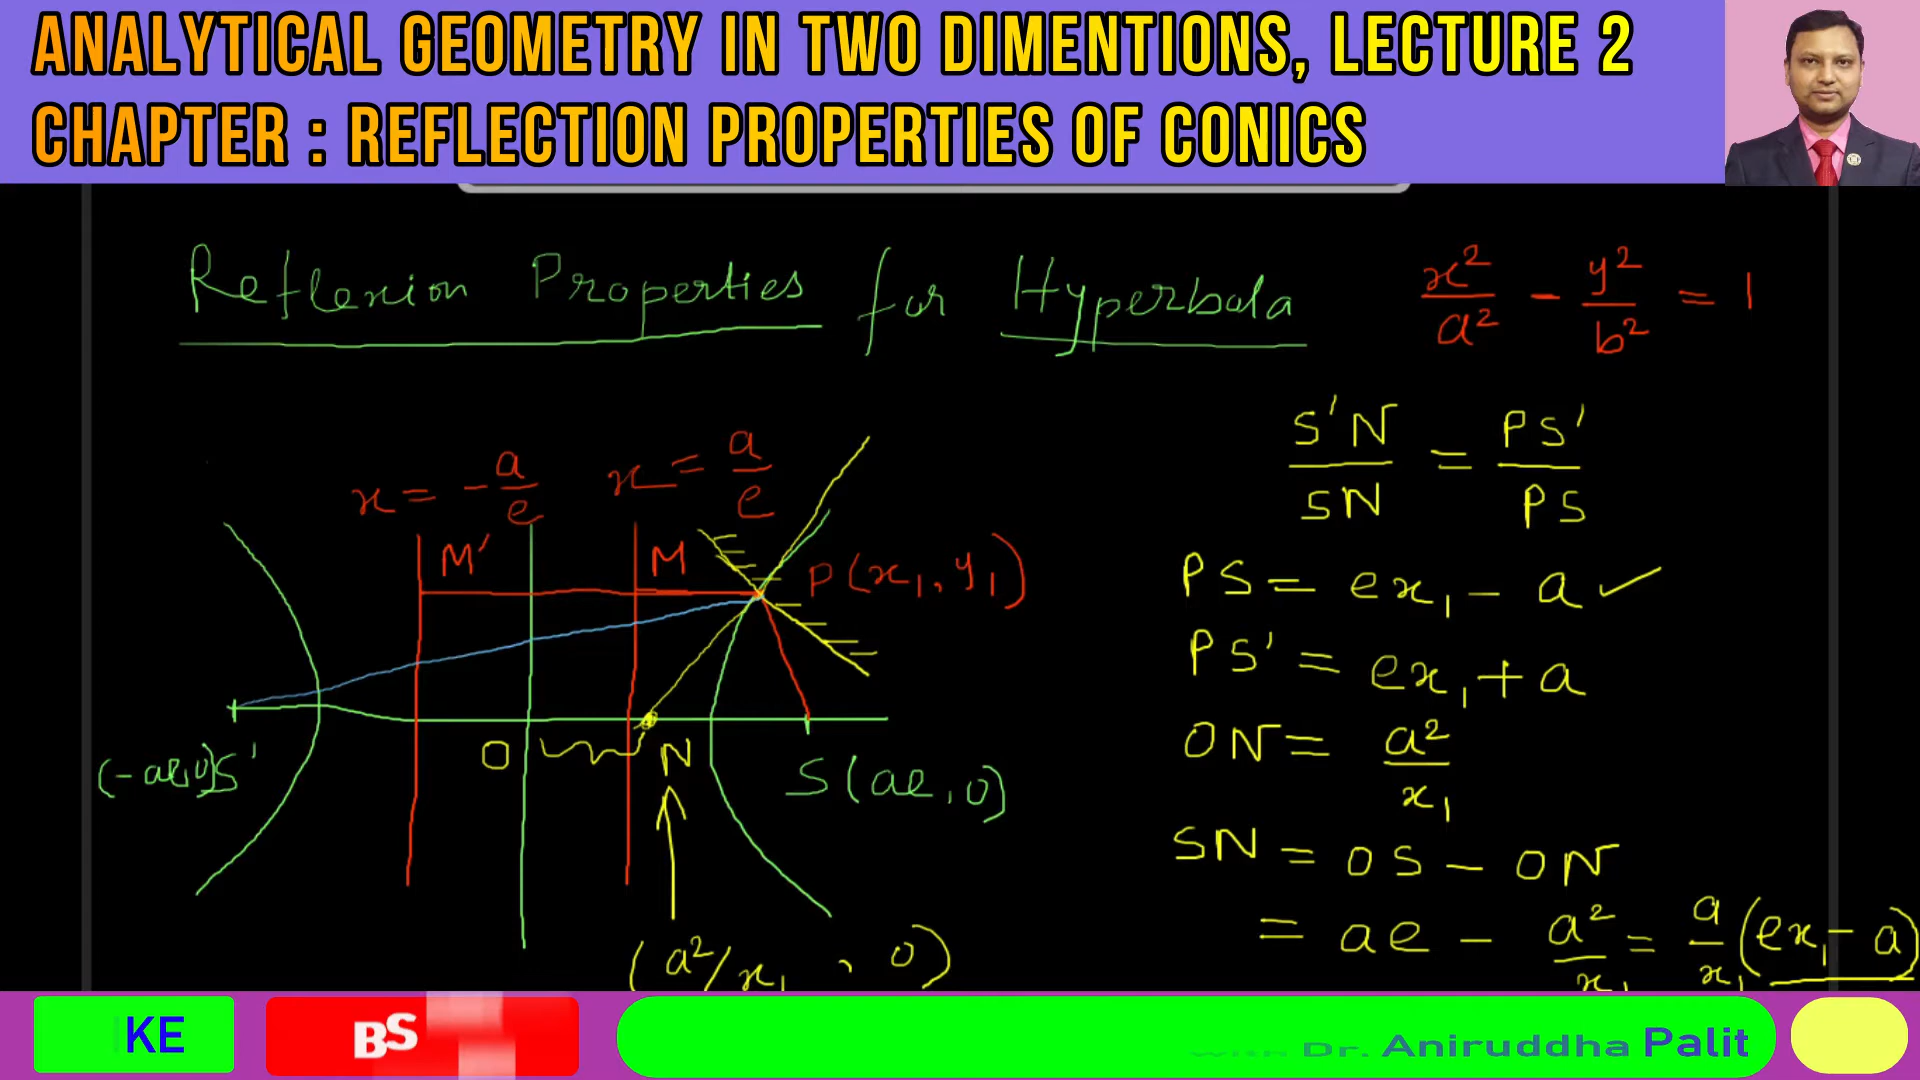 ANALYTICAL GEOMETRY IN TWO DIMENTIONS, LECTURE 2
CHAPTER : REFLECTION PROPERTIES OF CONICS
Reflexion Properties for Hyperbola
x²/a² - y²/b² = 1
x = -a/e
x = a/e
M'
M
P(x₁, y₁)
O
N
(-ae,0)S'
S(ae, 0)
(a²/x₁, 0)
S'N/SN = PS'/PS
PS = ex₁ - a ✓
PS' = ex₁ + a
ON = a²/x₁
SN = OS - ON
= ae - a²/x₁ = a/x₁ (ex₁ - a)
KE
BS
with Dr. Aniruddha Palit